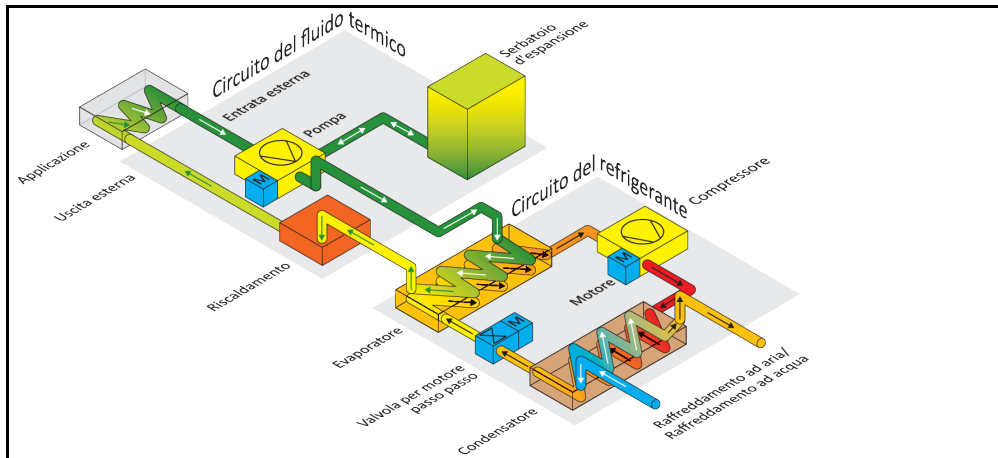 Circuito del fluido termico
Serbatoio
d'espansione
Entrata esterna
Pompa
Applicazione
Uscita esterna
M
Riscaldamento
Circuito del refrigerante
Compressore
M
Motore
Evaporatore
M
Valvola per motore
passo passo
Condensatore
Raffreddamento ad aria/
Raffreddamento ad acqua